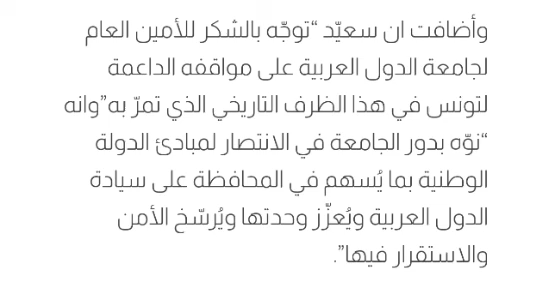 وأضافت ان سعيّد “توجّه بالشكر للأمين العام
لجامعة الدول العربية على مواقفه الداعمة
لتونس في هذا الظرف التاريخي الذي تمرّ به”وانه
“نوّه بدور الجامعة في الانتصار لمبادئ الدولة
الوطنية بما يُسهم في المحافظة على سيادة
الدول العربية ويُعزّز وحدتها ويُرسّخ الأمن
والاستقرار فيها”.